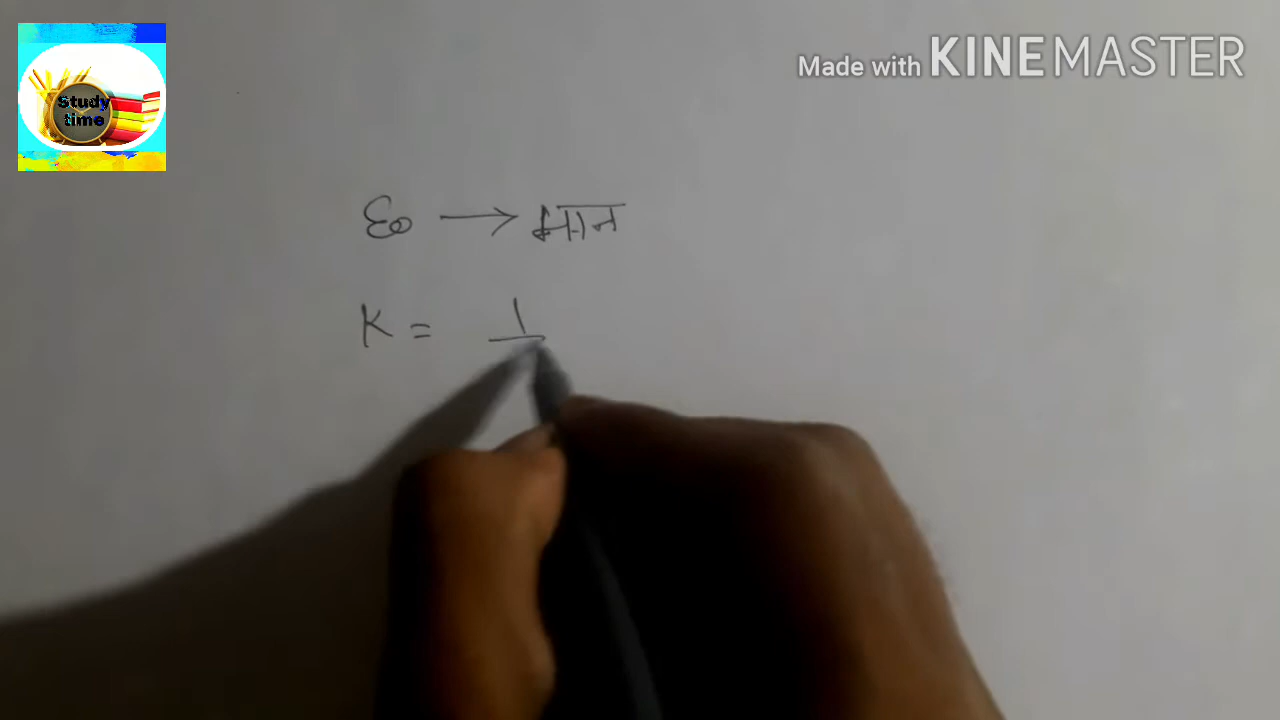 Study
time
Made with KINEMASTER
ε₀ → मान
K = 1/